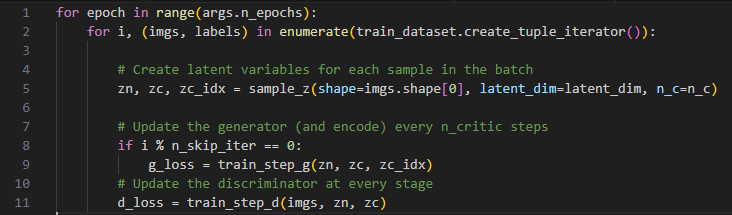 1 for epoch in range(args.n_epochs):
2     for i, (imgs, labels) in enumerate(train_dataset.create_tuple_iterator()):
3
4         # Create latent variables for each sample in the batch
5         zn, zc, zc_idx = sample_z(shape=imgs.shape[0], latent_dim=latent_dim, n_c=n_c)
6
7         # Update the generator (and encode) every n_critic steps
8         if i % n_skip_iter == 0:
9             g_loss = train_step_g(zn, zc, zc_idx)
10         # Update the discriminator at every stage
11         d_loss = train_step_d(imgs, zn, zc)